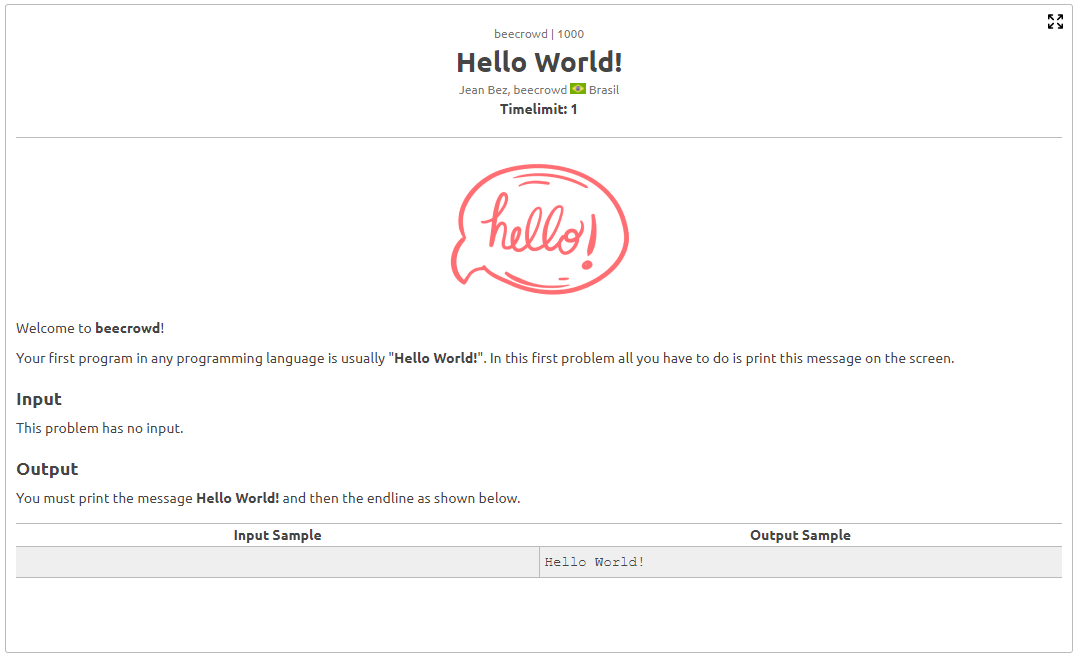 beecrowd | 1000
Hello World!
Jean Bez, beecrowd Brasil
Timelimit: 1
hello!
Welcome to beecrowd!
Your first program in any programming language is usually "Hello World!". In this first problem all you have to do is print this message on the screen.
Input
This problem has no input.
Output
You must print the message Hello World! and then the endline as shown below.
Input Sample Output Sample
Hello World!